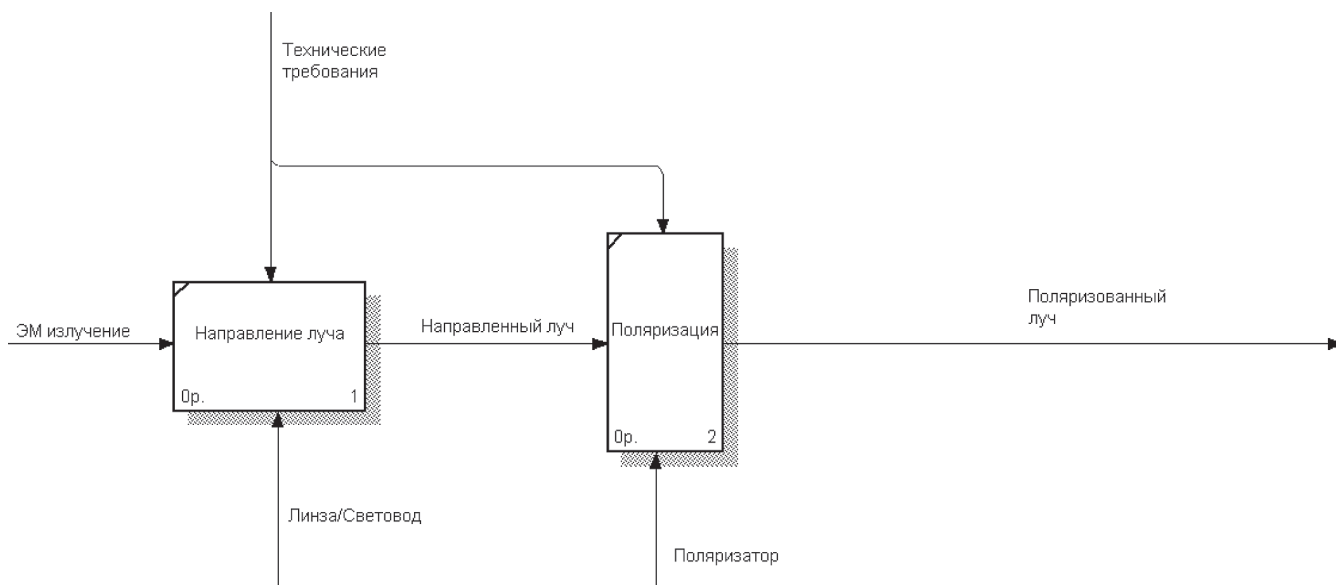 Технические
требования
ЭМ излучение
Направление луча
0р.
1
Направленный луч
Поляризация
0р.
2
Поляризованный
луч
Линза/Световод
Поляризатор